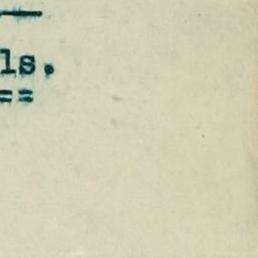 ls.
==